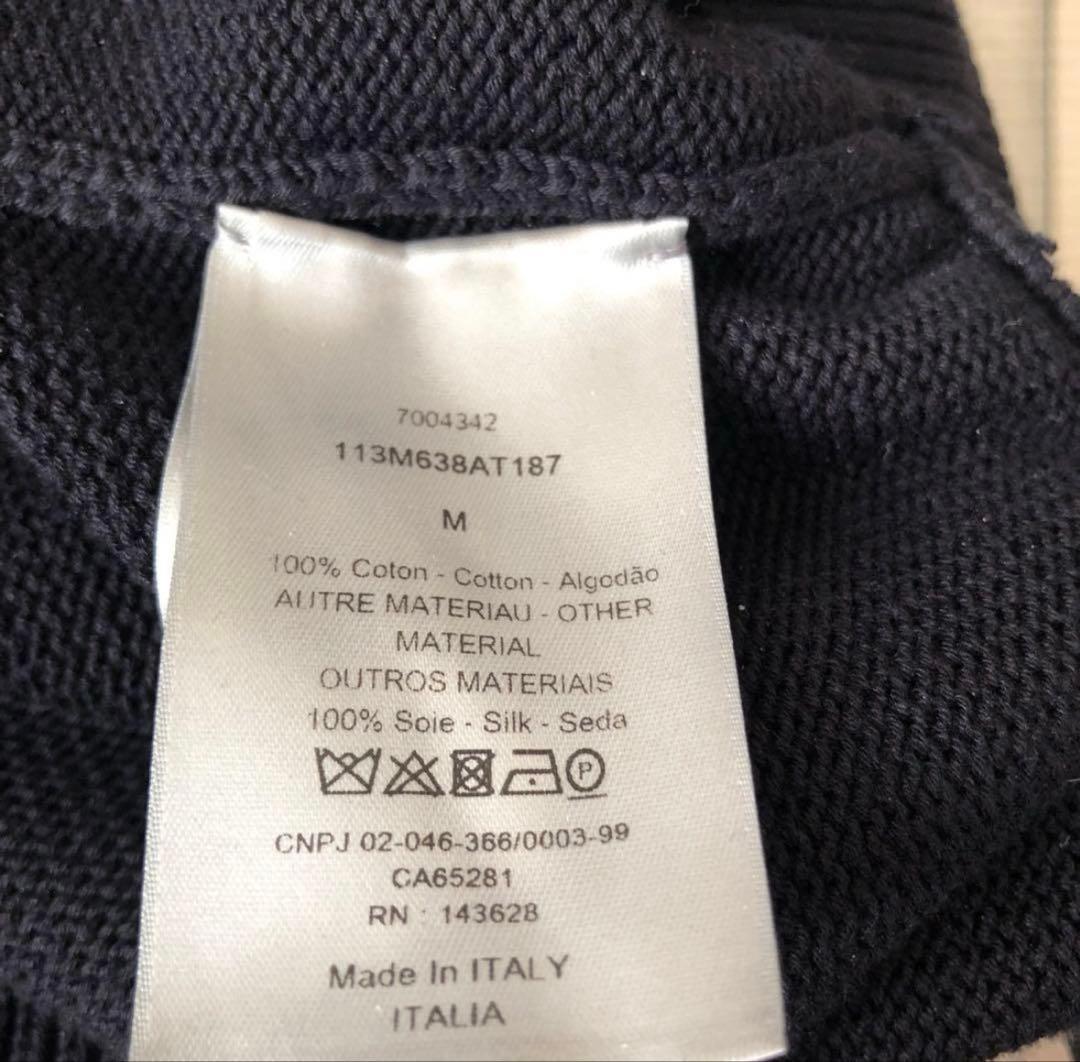 7004342
113M638AT187
M
100% Coton - Cotton - Algodão
AUTRE MATERIAU - OTHER
MATERIAL
OUTROS MATERIAIS
100% Soie - Silk - Seda
P
CNPJ 02-046-366/0003-99
CA65281
RN : 143628
Made In ITALY
ITALIA